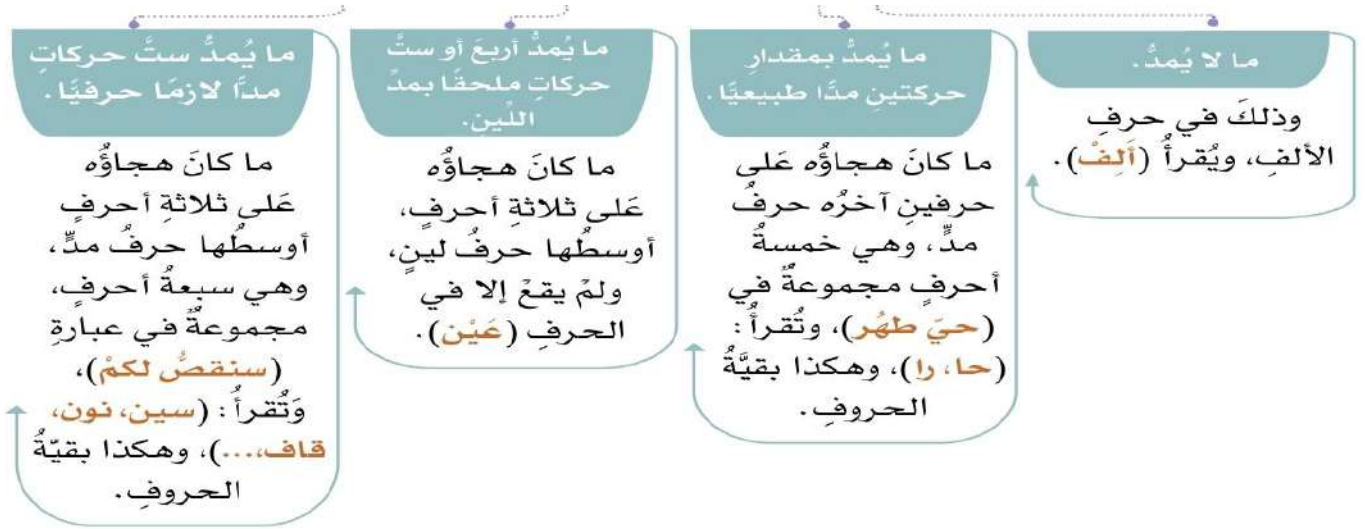 ما لا يُمدُّ.
وذلكَ في حرفِ
الألفِ، ويُقرأُ (أَلِفْ).
ما يُمدُّ بمقدارِ
حركتينِ مدًّا طبيعيًّا.
ما كانَ هجاؤُه عَلى
حرفينِ آخرُه حرفُ
مدٍّ، وهي خمسةُ
أحرفٍ مجموعةٌ في
(حيّ طهُر)، وتُقرأُ:
(حا، را)، وهكذا بقيَّةُ
الحروفِ.
ما يُمدُّ أربعَ أو ستَّ
حركاتٍ ملحقًا بمدِّ
اللِّينِ.
ما كانَ هجاؤُه
عَلى ثلاثةِ أحرفٍ،
أوسطُها حرفُ لينٍ،
ولمْ يقعْ إلا في
الحرفِ (عَيْن).
ما يُمدُّ ستَّ حركاتٍ
مدًّا لازمًا حرفيًّا.
ما كانَ هجاؤُه
عَلى ثلاثةِ أحرفٍ
أوسطُها حرفُ مدٍّ،
وهي سبعةُ أحرفٍ،
مجموعةٌ في عبارةِ
(سنقصُّ لكمْ)،
وَتُقرأُ: (سين، نون،
قاف،...)، وهكذا بقيّةُ
الحروفِ.